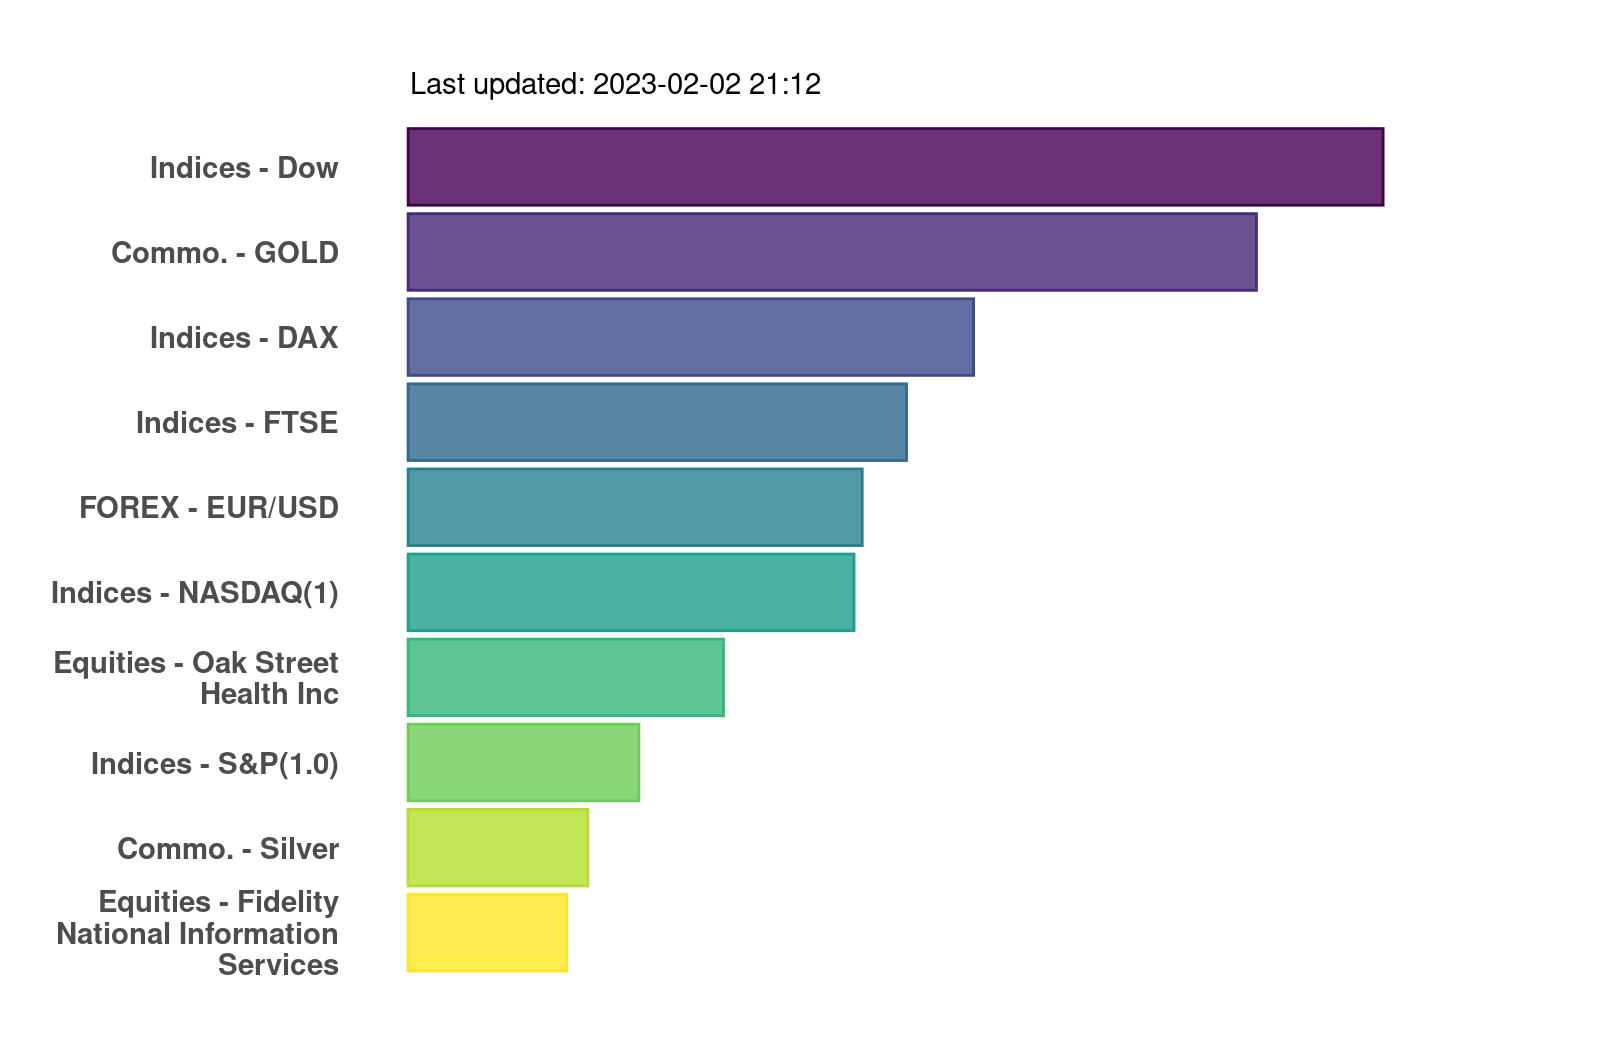 Last updated: 2023-02-02 21:12
Indices - Dow
Commo. - GOLD
Indices - DAX
Indices - FTSE
FOREX - EUR/USD
Indices - NASDAQ(1)
Equities - Oak Street
Health Inc
Indices - S&P(1.0)
Commo. - Silver
Equities - Fidelity
National Information
Services